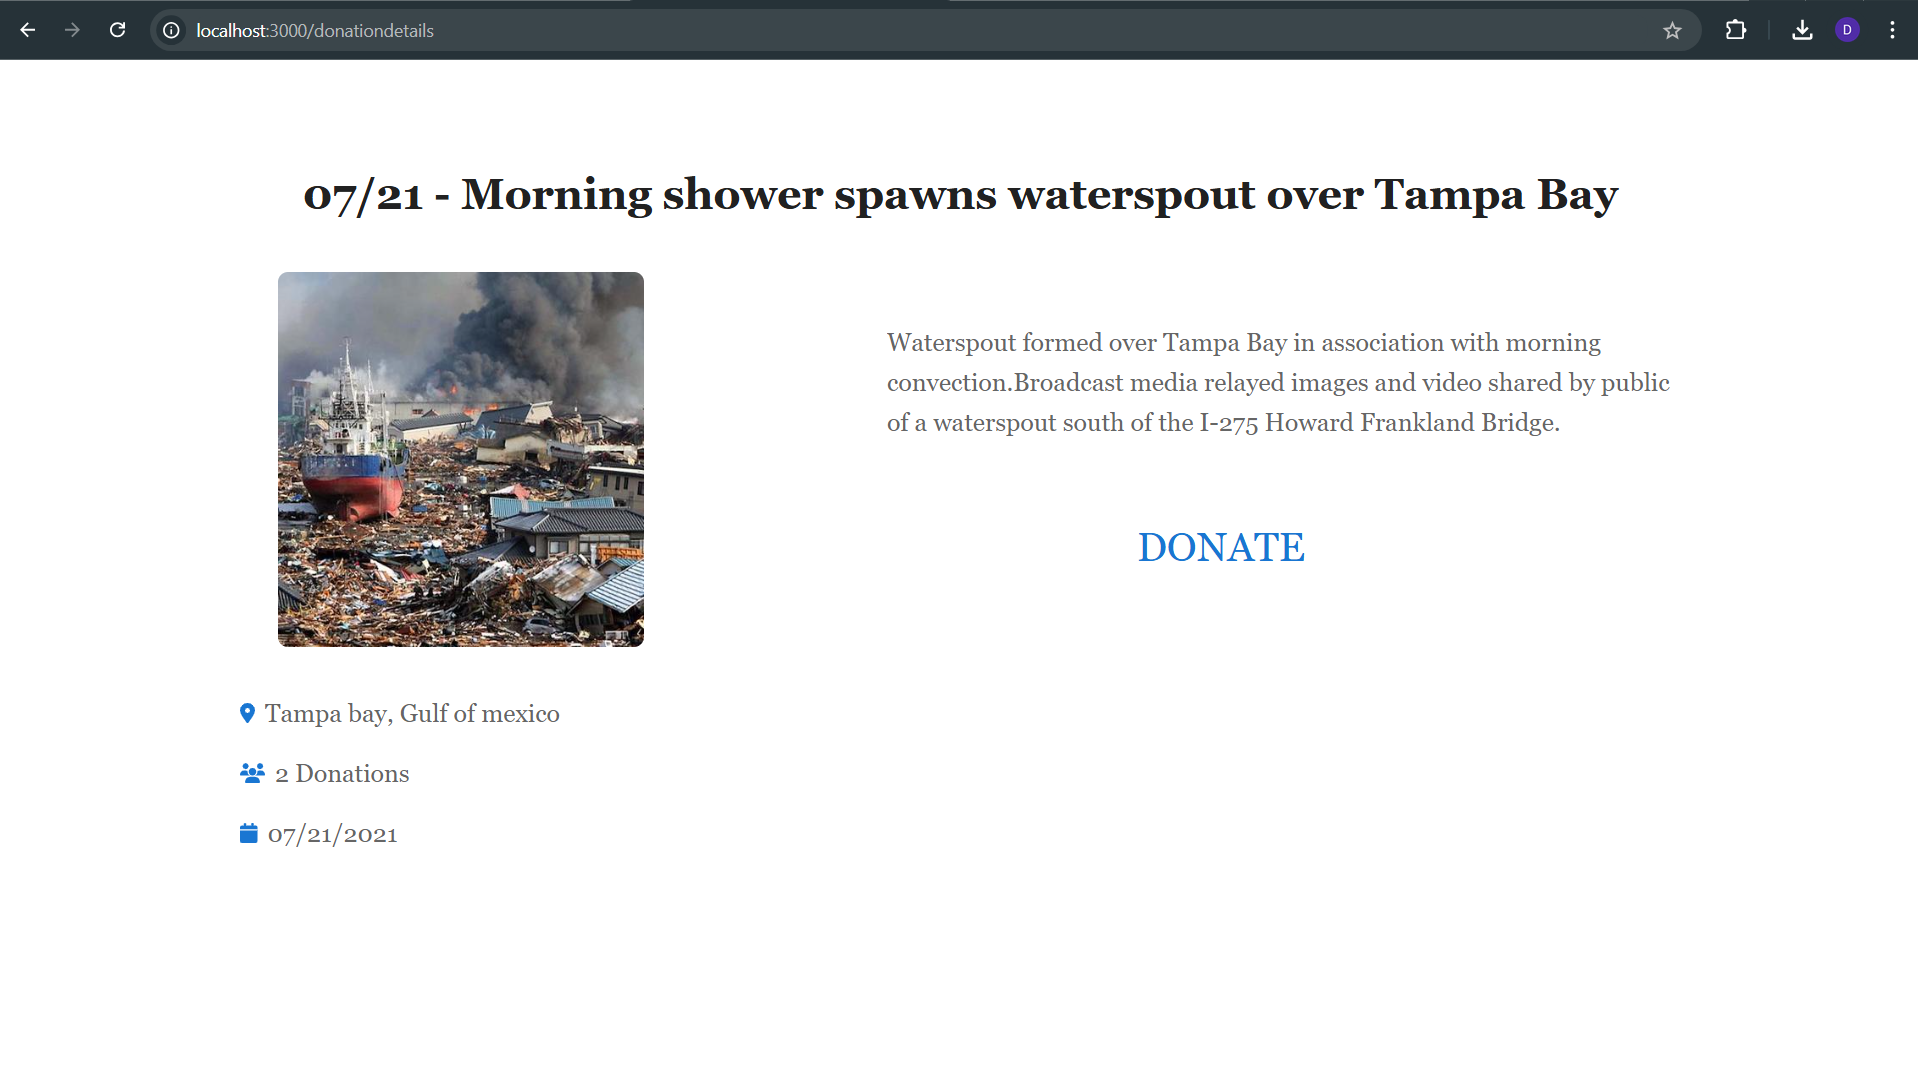 localhost:3000/donationdetails
D
07/21 - Morning shower spawns waterspout over Tampa Bay
Waterspout formed over Tampa Bay in association with morning
convection.Broadcast media relayed images and video shared by public
of a waterspout south of the I-275 Howard Frankland Bridge.
DONATE
Tampa bay, Gulf of mexico
2 Donations
07/21/2021